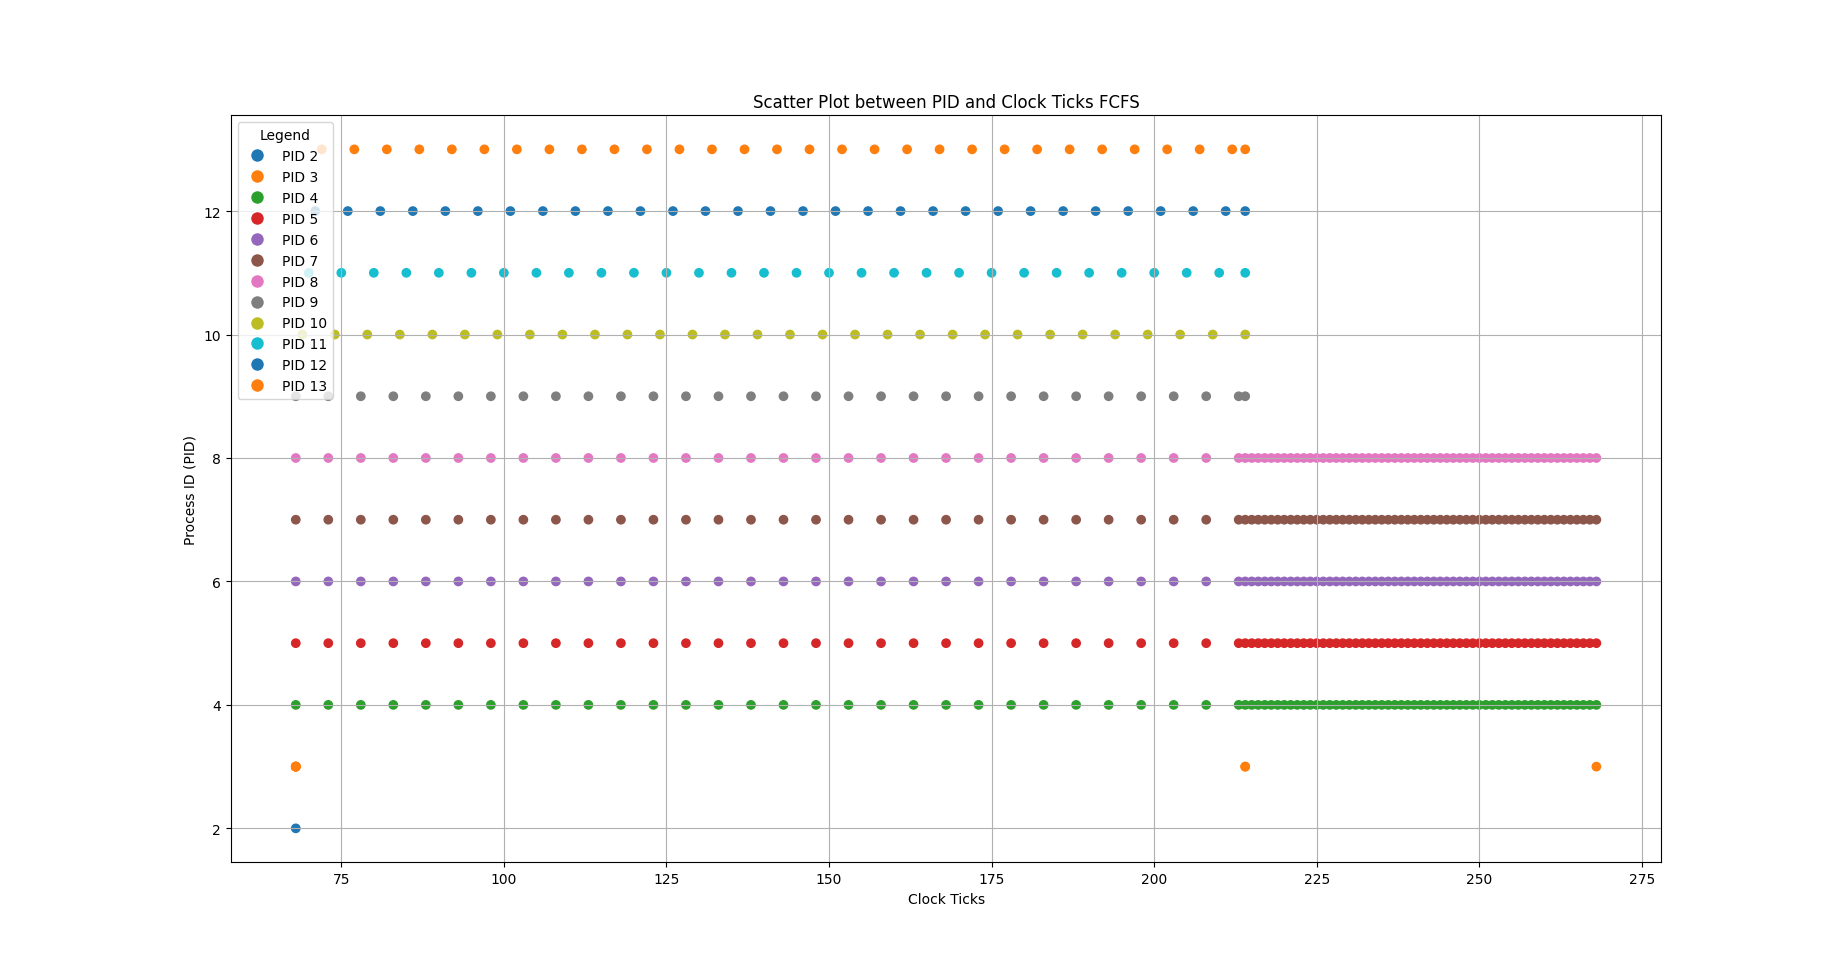 Scatter Plot between PID and Clock Ticks FCFS
Legend
PID 2
PID 3
PID 4
PID 5
PID 6
PID 7
PID 8
PID 9
PID 10
PID 11
PID 12
PID 13
Process ID (PID)
12
10
8
6
4
2
75 100 125 150 175 200 225 250 275
Clock Ticks